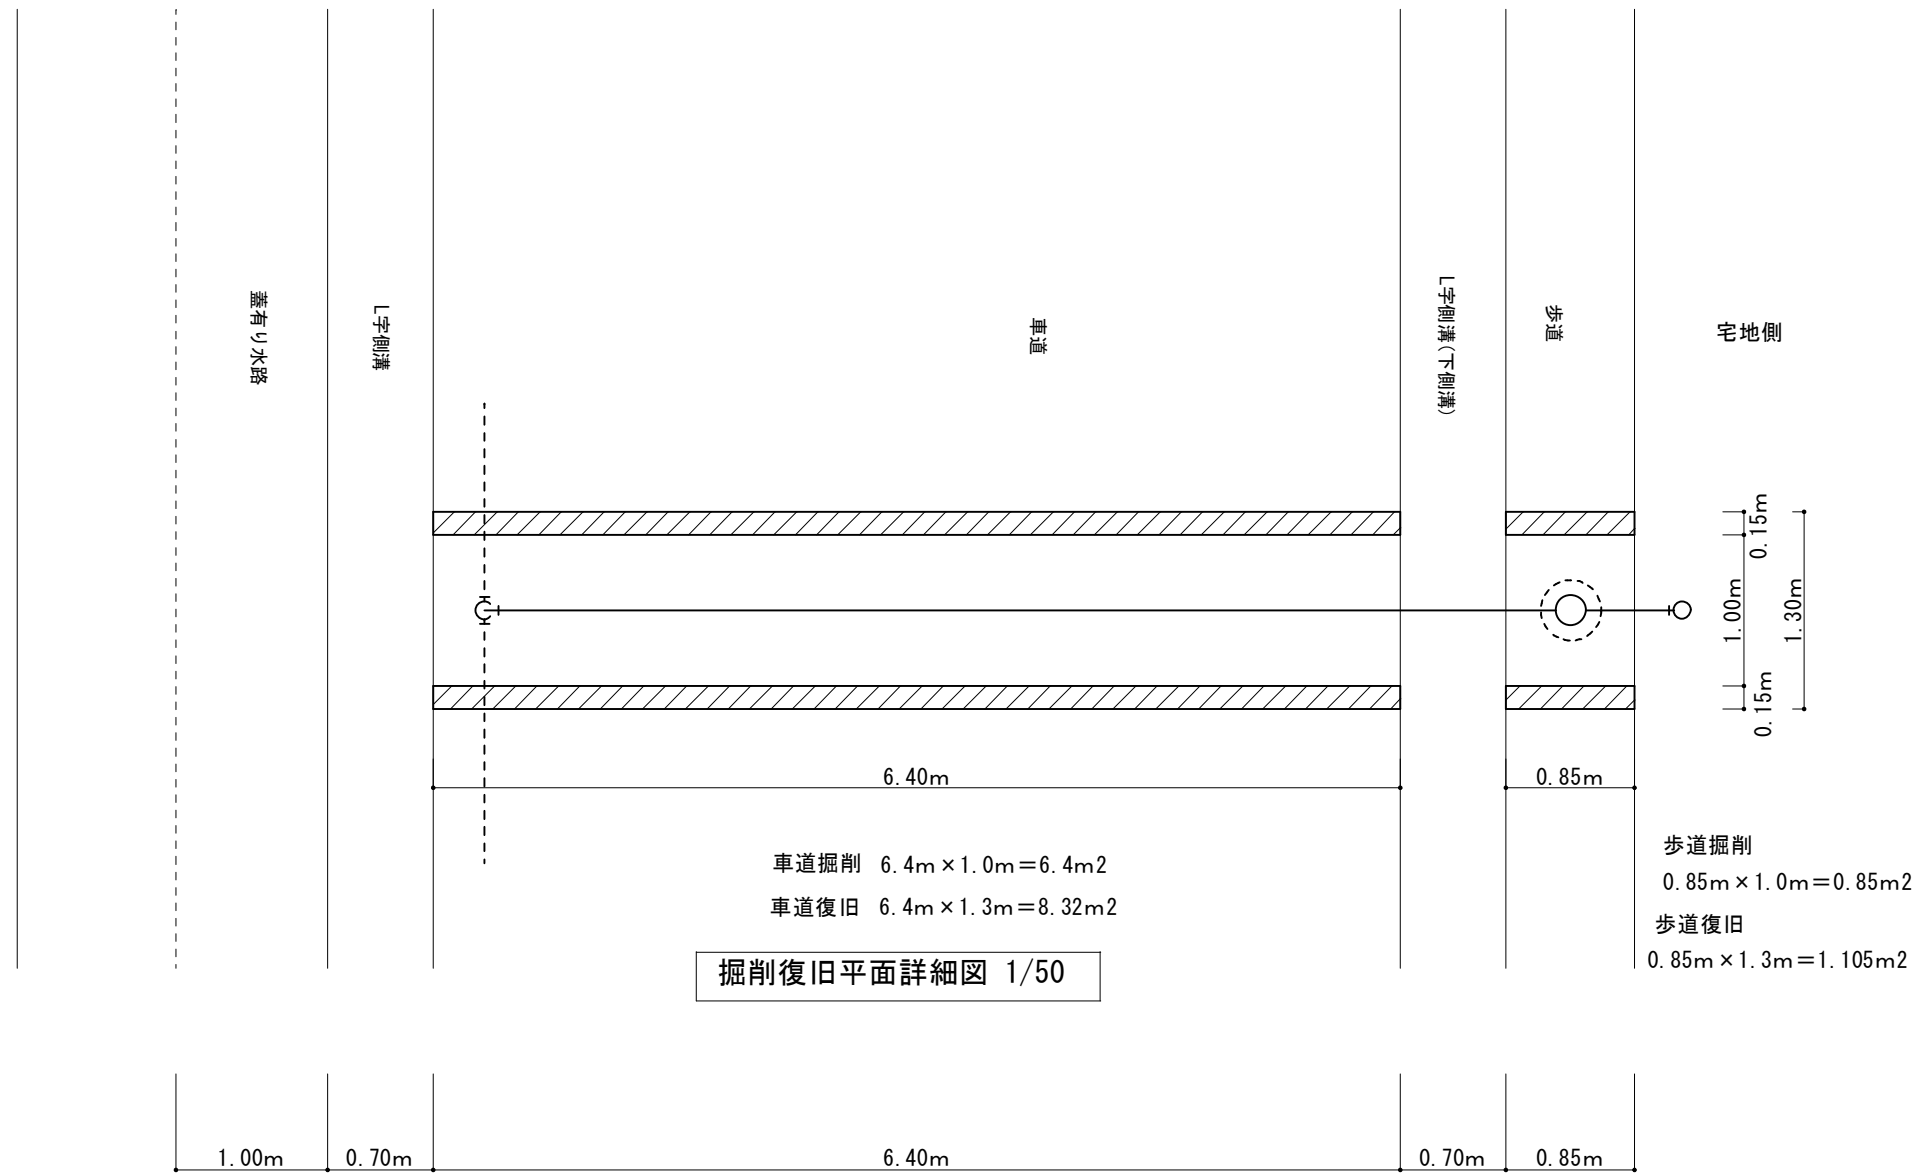 蓋有り水路
L字側溝
車道
L字側溝(下側溝)
歩道
宅地側
0.15m
1.00m
1.30m
0.15m
6.40m
0.85m
車道掘削 6.4m×1.0m=6.4m2
車道復旧 6.4m×1.3m=8.32m2
歩道掘削
0.85m×1.0m=0.85m2
歩道復旧
0.85m×1.3m=1.105m2
掘削復旧平面詳細図 1/50
1.00m
0.70m
6.40m
0.70m
0.85m